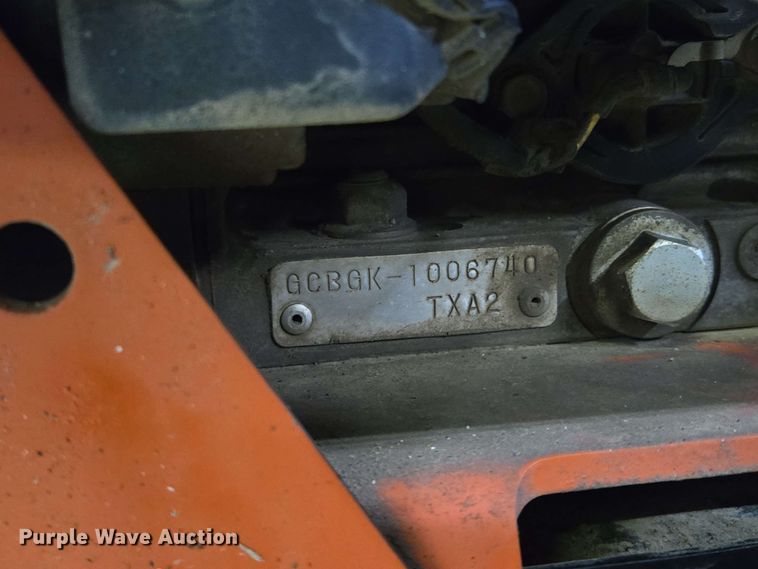 GCBGK-1006740
TXA2
Purple Wave Auction